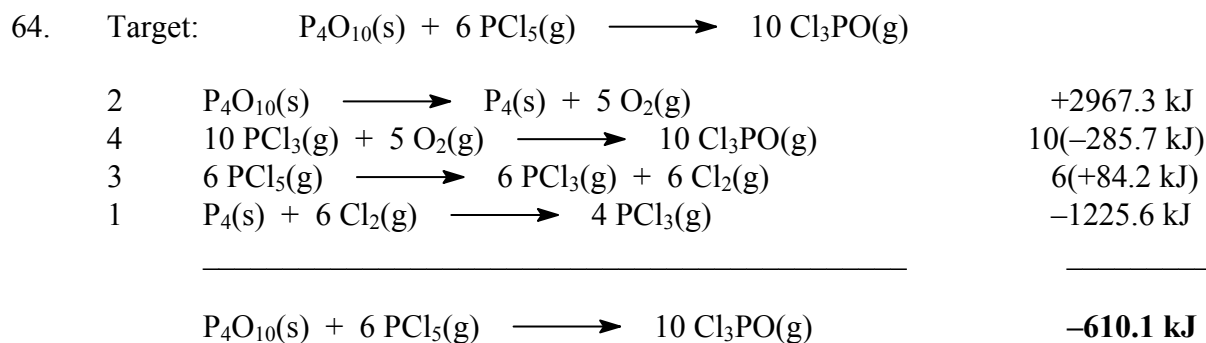 64. Target: P₄O₁₀(s) + 6 PCl₅(g) ⟶ 10 Cl₃PO(g)
2 P₄O₁₀(s) ⟶ P₄(s) + 5 O₂(g) +2967.3 kJ
4 10 PCl₃(g) + 5 O₂(g) ⟶ 10 Cl₃PO(g) 10(–285.7 kJ)
3 6 PCl₅(g) ⟶ 6 PCl₃(g) + 6 Cl₂(g) 6(+84.2 kJ)
1 P₄(s) + 6 Cl₂(g) ⟶ 4 PCl₃(g) –1225.6 kJ
P₄O₁₀(s) + 6 PCl₅(g) ⟶ 10 Cl₃PO(g) –610.1 kJ